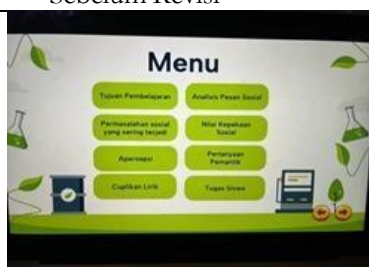 Sebelum Revisi
Menu
Tujuan Pembelajaran
Analisis Pesan Sosial
Permasalahan sosial
yang sering terjadi
Nilai Kepekaan
Sosial
Apersepsi
Pertanyaan
Pemantik
Cuplikan Lirik
Tugas Siswa